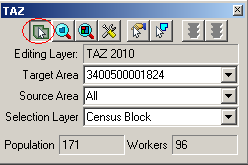 TAZ
Editing Layer: TAZ 2010
Target Area 3400500001824
Source Area All
Selection Layer Census Block
Population 171 Workers 96